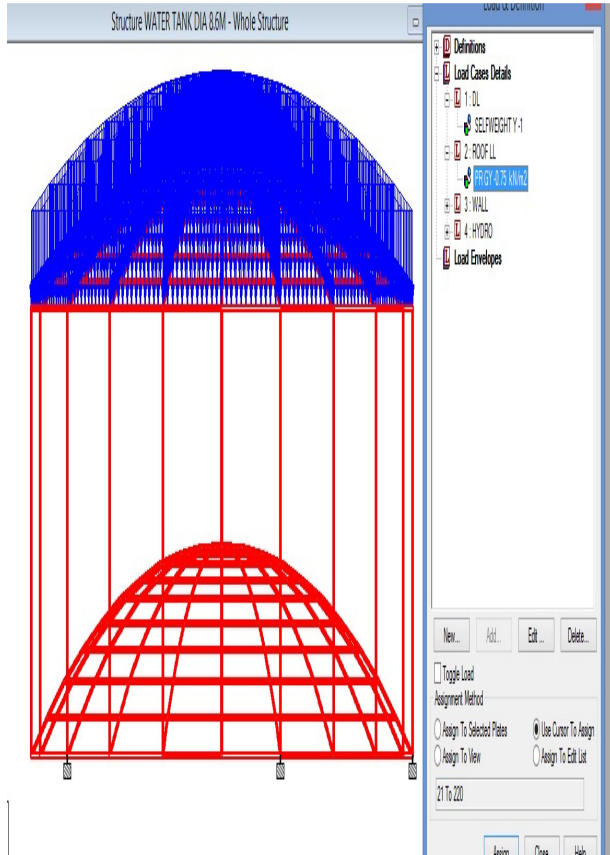 Structure WATER TANK DIA 8.6M - Whole Structure
Load & Definition
Definitions
Load Cases Details
1 : DL
SELFWEIGHT Y -1
2 : ROOF LL
PR GY -0.75 kN/m2
3 : WALL
4 : HYDRO
Load Envelopes
New... Add... Edit ... Delete...
Toggle Load
Assignment Method
Assign To Selected Plates Use Cursor To Assign
Assign To View Assign To Edit List
21 To 220
Assign Close Help